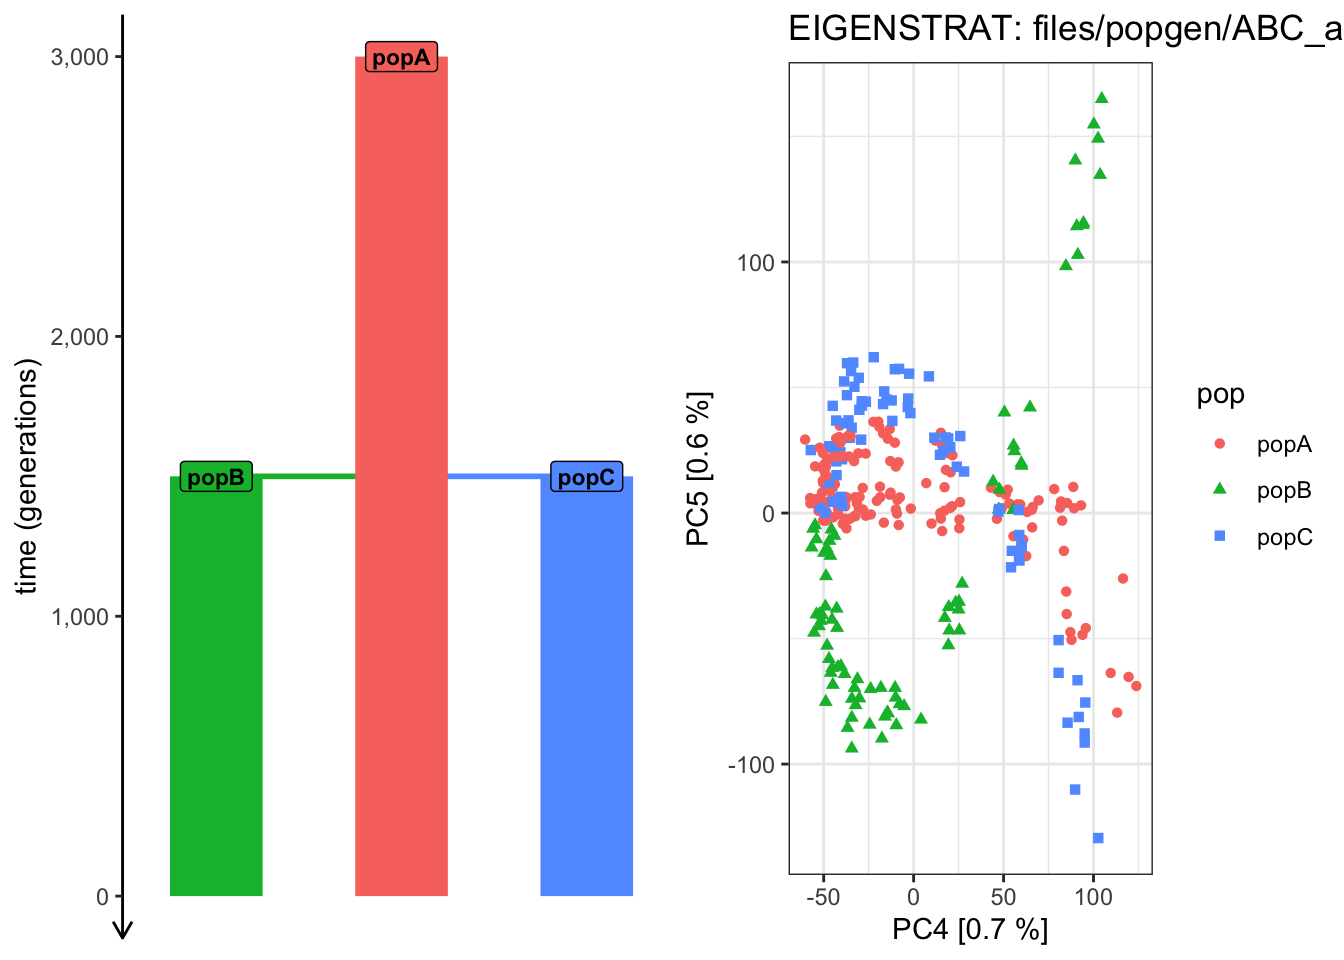 time (generations)
3,000
2,000
1,000
0
popA
popB
popC
EIGENSTRAT: files/popgen/ABC_a
PC5 [0.6 %]
100
0
-100
-50 0 50 100
PC4 [0.7 %]
pop
popA
popB
popC